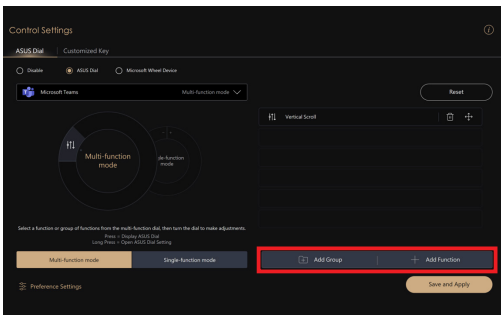 Control Settings
ASUS Dial
Customized Key
Disable
ASUS Dial
Microsoft Wheel Device
Microsoft Teams
Multi-function mode
Reset
Vertical Scroll
Multi-function
mode
mode
Select a function or group of functions from the multi-function dial, then turn the dial to make adjustments.
Press = Display ASUS Dial
Long Press = Open ASUS Dial Setting
Multi-function mode
Single-function mode
Add Group
Add Function
Preference Settings
Save and Apply